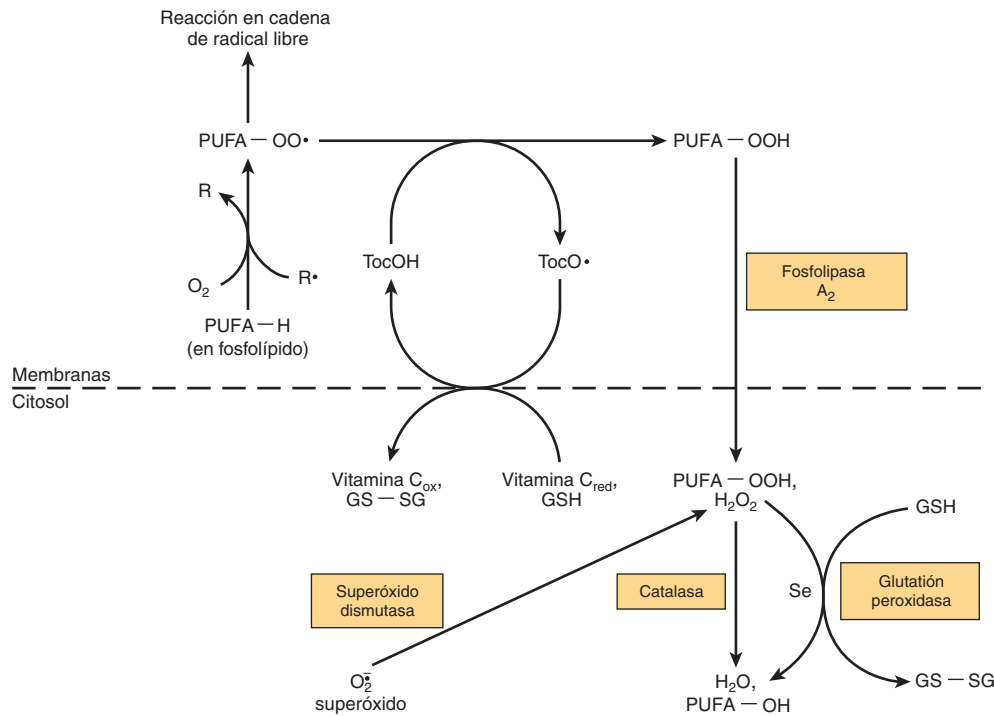 Reacción en cadena
de radical libre
PUFA — OO•
PUFA — OOH
R
TocOH
TocO•
Fosfolipasa
A₂
O₂
R•
PUFA — H
(en fosfolípido)
Membranas
Citosol
Vitamina Cox,
GS — SG
Vitamina Cred,
GSH
PUFA — OOH,
H₂O₂
GSH
Superóxido
dismutasa
Catalasa
Se
Glutatión
peroxidasa
O₂•̄
superóxido
H₂O,
PUFA — OH
GS — SG